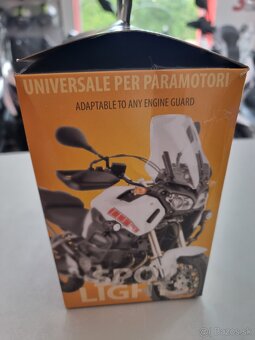 UNIVERSALE PER PARAMOTORI
ADAPTABLE TO ANY ENGINE GUARD
SPOT
LIGHT